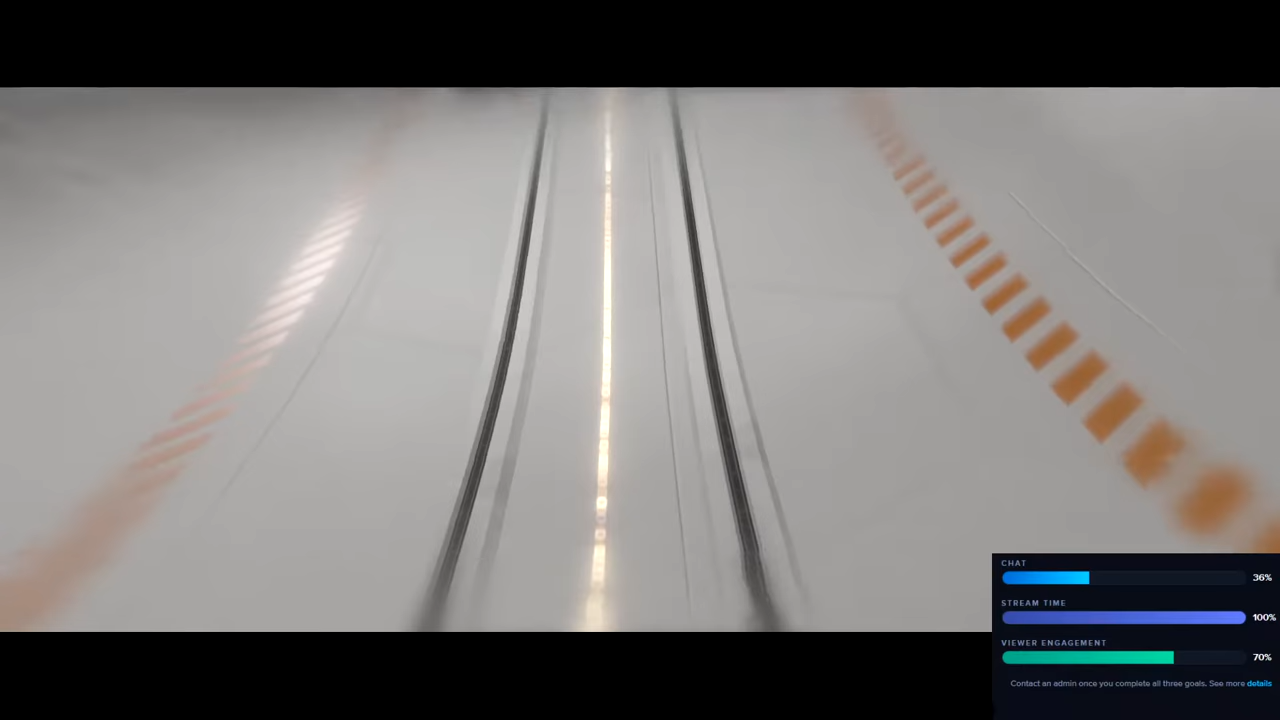 CHAT
36%
STREAM TIME
100%
VIEWER ENGAGEMENT
70%
Contact an admin once you complete all three goals. See more details